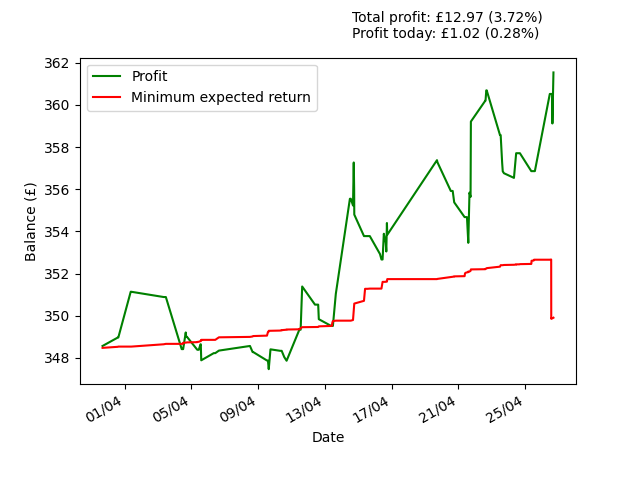 Total profit: £12.97 (3.72%)
Profit today: £1.02 (0.28%)
Profit
Minimum expected return
Balance (£)
362
360
358
356
354
352
350
348
01/04
05/04
09/04
13/04
17/04
21/04
25/04
Date